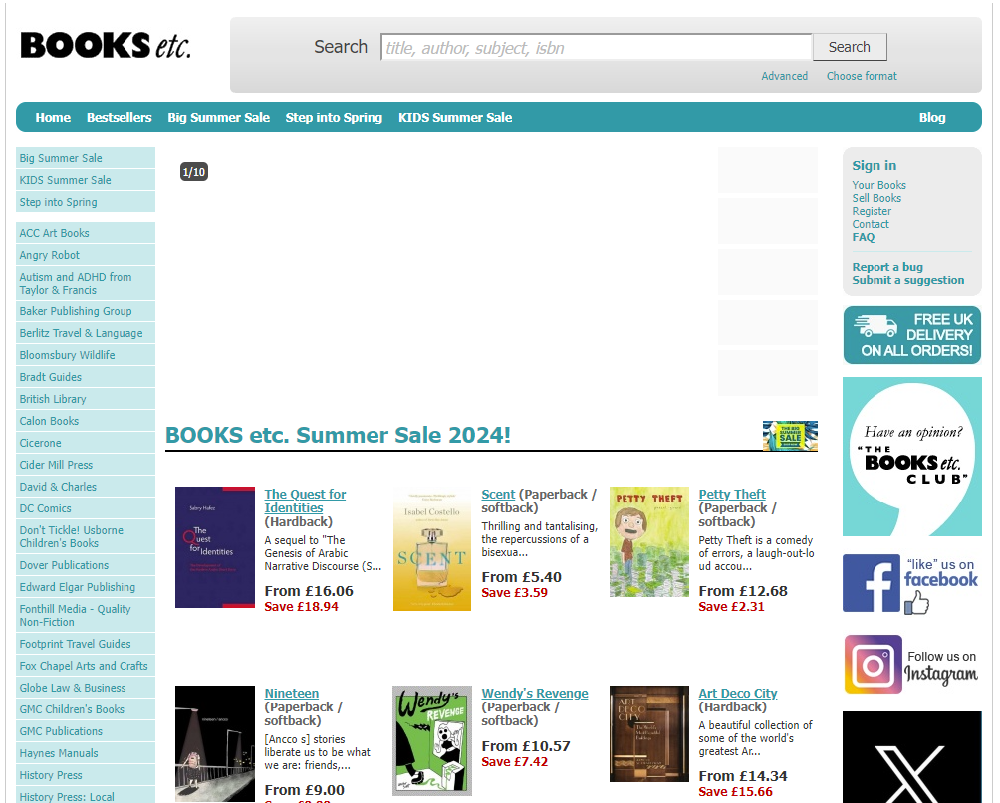 BOOKS etc.
Search
title, author, subject, isbn
Search
Advanced
Choose format
Home
Bestsellers
Big Summer Sale
Step into Spring
KIDS Summer Sale
Blog
Big Summer Sale
KIDS Summer Sale
Step into Spring
ACC Art Books
Angry Robot
Autism and ADHD from
Taylor & Francis
Baker Publishing Group
Berlitz Travel & Language
Bloomsbury Wildlife
Bradt Guides
British Library
Calon Books
Cicerone
Cider Mill Press
David & Charles
DC Comics
Don't Tickle! Usborne
Children's Books
Dover Publications
Edward Elgar Publishing
Fonthill Media - Quality
Non-Fiction
Footprint Travel Guides
Fox Chapel Arts and Crafts
Globe Law & Business
GMC Children's Books
GMC Publications
Haynes Manuals
History Press
History Press: Local
1/10
BOOKS etc. Summer Sale 2024!
THE BIG
SUMMER
SALE
Sabry Hafez
The
Quest
for
Identities
The Quest for
Identities
(Hardback)
A sequel to "The
Genesis of Arabic
Narrative Discourse (S...
From £16.06
Save £18.94
Isabel Costello
SCENT
Scent (Paperback /
softback)
Thrilling and tantalising,
the repercussions of a
bisexua...
From £5.40
Save £3.59
PETTY THEFT
Petty Theft
(Paperback /
softback)
Petty Theft is a comedy
of errors, a laugh-out-lo
ud accou...
From £12.68
Save £2.31
Nineteen
(Paperback /
softback)
[Ancco s] stories
liberate us to be what
we are: friends,...
From £9.00
Wendy's
REVENGE
Wendy's Revenge
(Paperback /
softback)
From £10.57
Save £7.42
ART
DECO
CITY
Art Deco City
(Hardback)
A beautiful collection of
some of the world's
greatest Ar...
From £14.34
Save £15.66
Sign in
Your Books
Sell Books
Register
Contact
FAQ
Report a bug
Submit a suggestion
FREE UK
DELIVERY
ON ALL ORDERS!
Have an opinion?
"THE
BOOKS etc.
CLUB"
"like" us on
facebook
Follow us on
Instagram